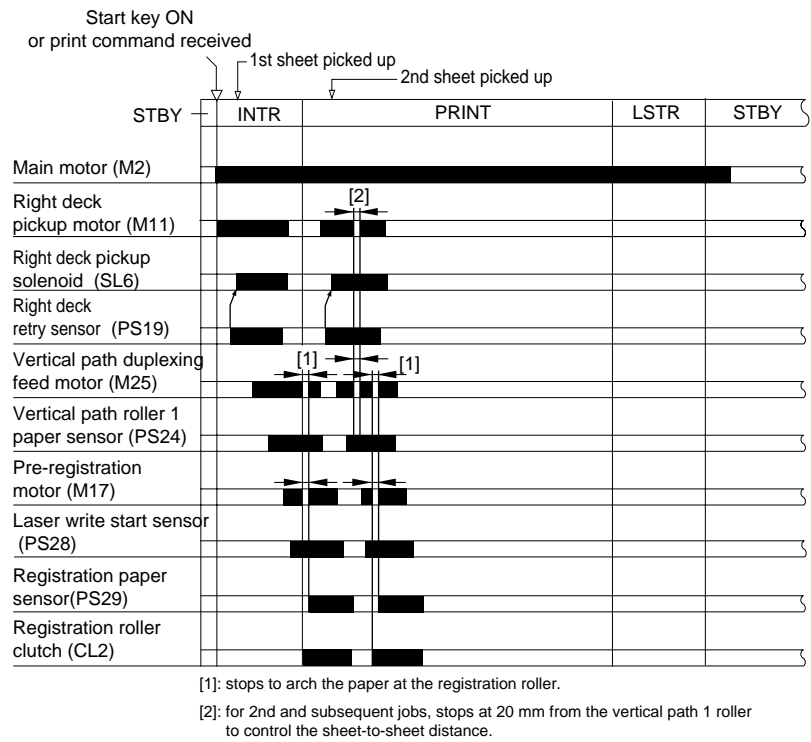 Start key ON
or print command received
1st sheet picked up
2nd sheet picked up
STBY
INTR
PRINT
LSTR
STBY
Main motor (M2)
[2]
Right deck
pickup motor (M11)
Right deck pickup
solenoid (SL6)
Right deck
retry sensor (PS19)
Vertical path duplexing
feed motor (M25)
[1]
[1]
Vertical path roller 1
paper sensor (PS24)
Pre-registration
motor (M17)
Laser write start sensor
(PS28)
Registration paper
sensor(PS29)
Registration roller
clutch (CL2)
[1]: stops to arch the paper at the registration roller.
[2]: for 2nd and subsequent jobs, stops at 20 mm from the vertical path 1 roller
to control the sheet-to-sheet distance.